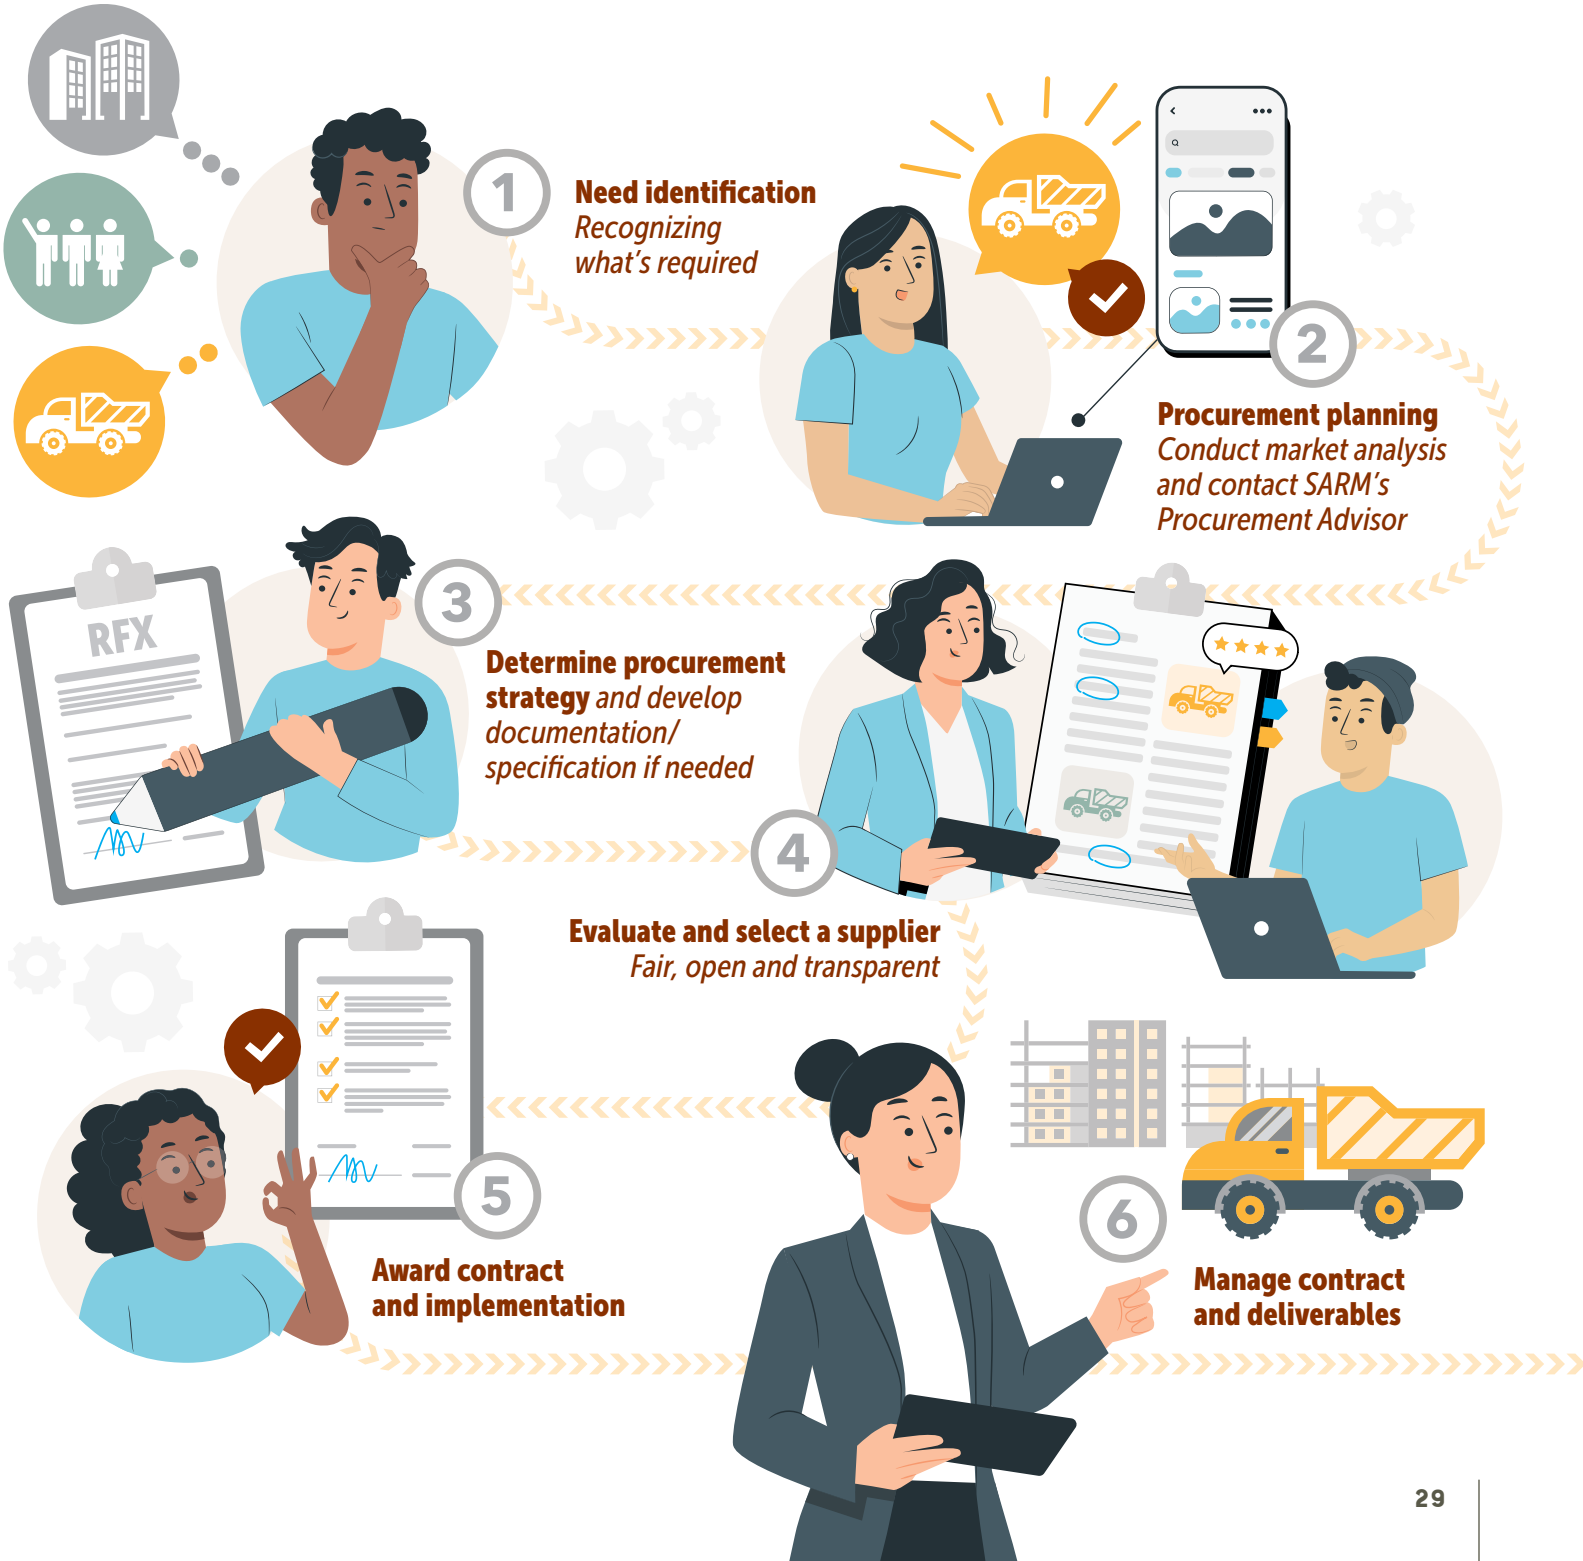 1
Need identification
Recognizing
what's required
2
Procurement planning
Conduct market analysis
and contact SARM's
Procurement Advisor
RFX
3
Determine procurement
strategy and develop
documentation/
specification if needed
4
Evaluate and select a supplier
Fair, open and transparent
5
Award contract
and implementation
6
Manage contract
and deliverables
29